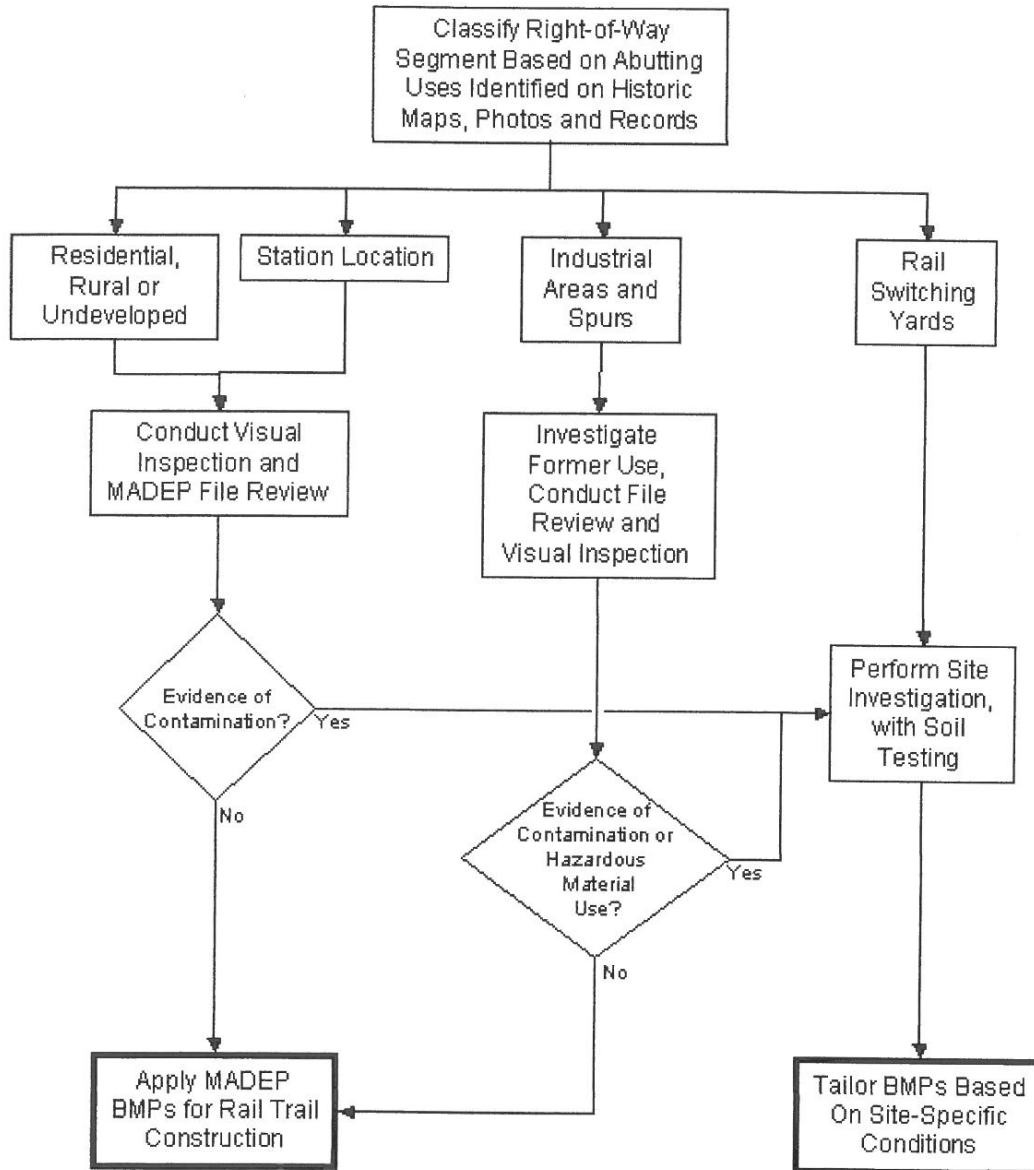 Classify Right-of-Way
Segment Based on Abutting
Uses Identified on Historic
Maps, Photos and Records
Residential,
Rural or
Undeveloped
Station Location
Industrial
Areas and
Spurs
Rail
Switching
Yards
Conduct Visual
Inspection and
MADEP File Review
Investigate
Former Use,
Conduct File
Review and
Visual Inspection
Evidence of
Contamination?
Yes
No
Perform Site
Investigation,
with Soil
Testing
Evidence of
Contamination or
Hazardous
Material
Use?
Yes
No
Apply MADEP
BMPs for Rail Trail
Construction
Tailor BMPs Based
On Site-Specific
Conditions